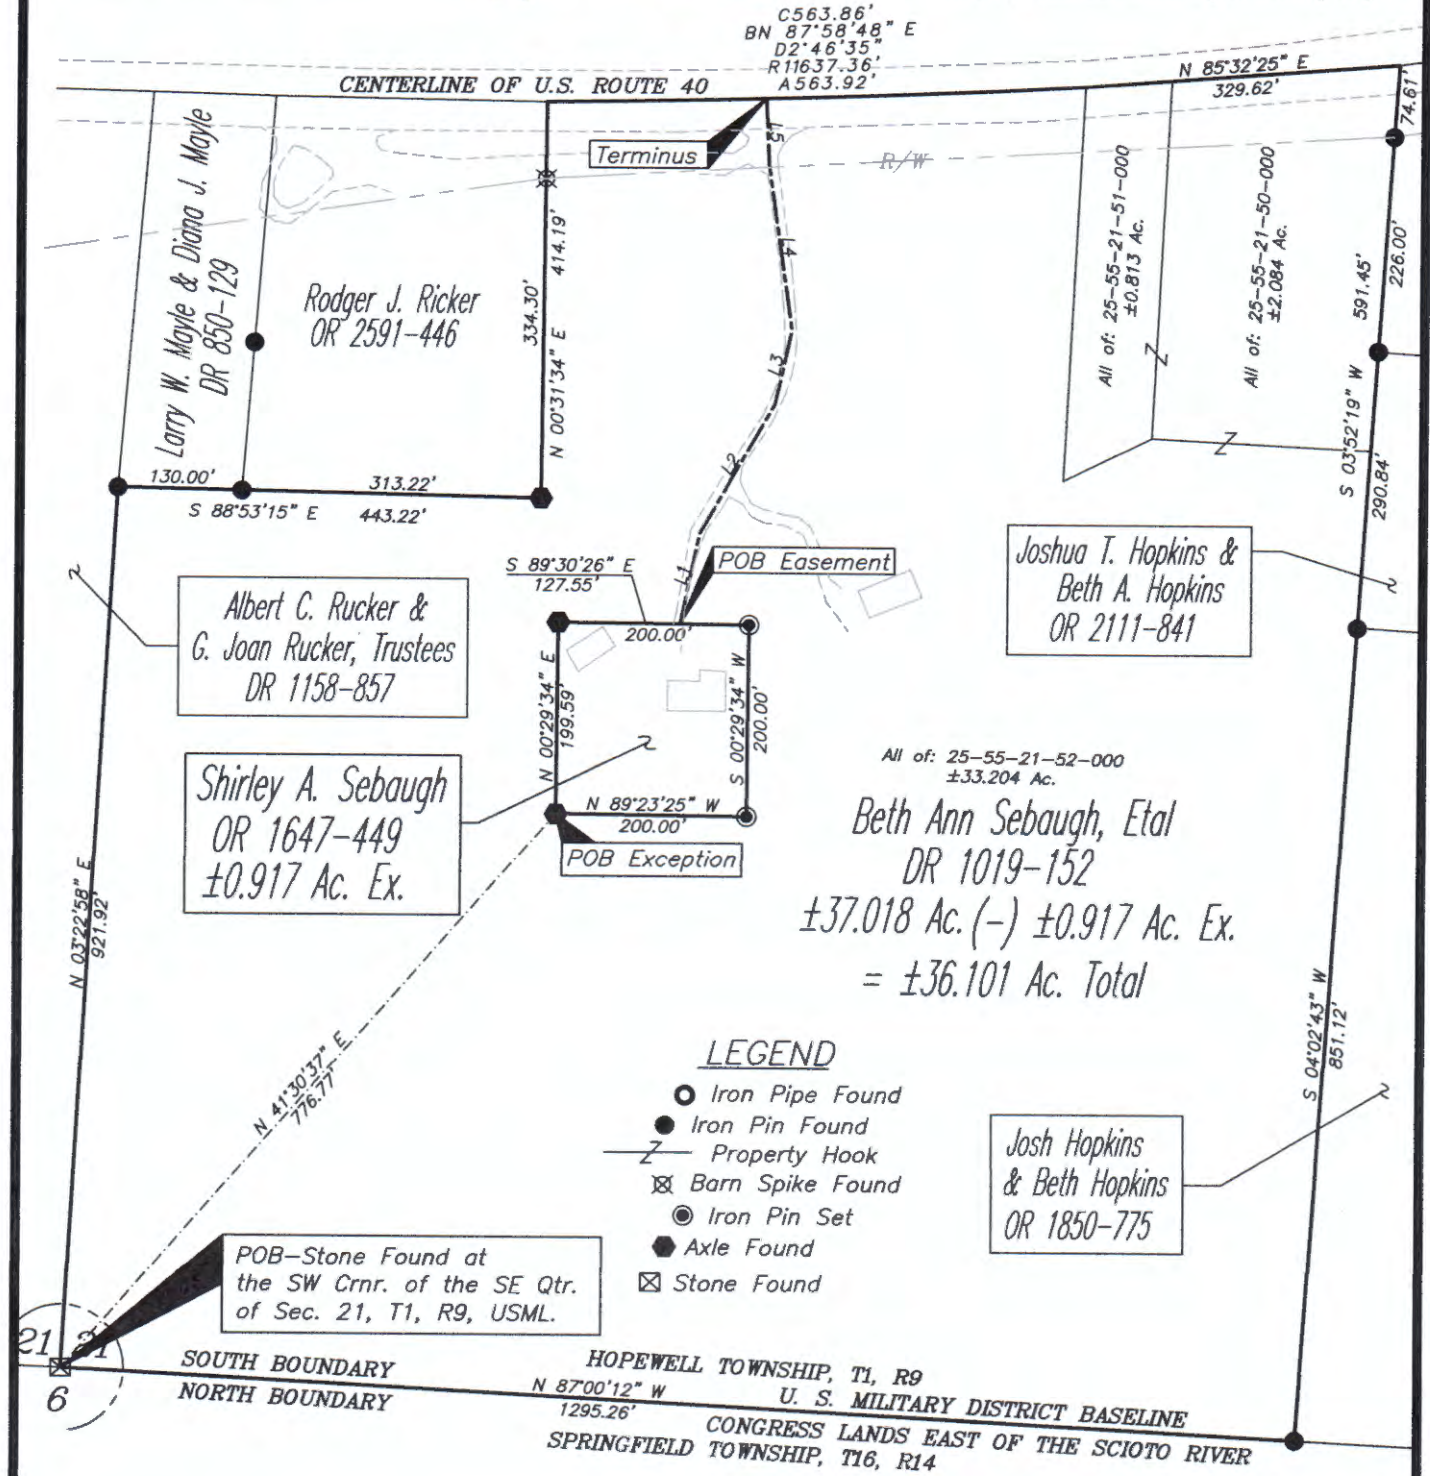 C563.86'
BN 87°58'48" E
D2°46'35"
R11637.36'
A563.92'
CENTERLINE OF U.S. ROUTE 40
N 85°32'25" E
329.62'
74.61'
Terminus
L5
R/W
Larry W. Mayle & Diana J. Mayle
DR 850-129
Rodger J. Ricker
OR 2591-446
414.19'
334.30'
N 00°31'34" E
L4
L3
L2
L1
All of: 25-55-21-51-000
±0.813 Ac.
All of: 25-55-21-50-000
±2.084 Ac.
226.00'
591.45'
S 03°52'19" W
290.84'
130.00'
313.22'
S 88°53'15" E
443.22'
S 89°30'26" E
127.55'
POB Easement
200.00'
Joshua T. Hopkins &
Beth A. Hopkins
OR 2111-841
Albert C. Rucker &
G. Joan Rucker, Trustees
DR 1158-857
N 00°29'34" E
199.59'
S 00°29'34" W
200.00'
Shirley A. Sebaugh
OR 1647-449
±0.917 Ac. Ex.
N 89°23'25" W
200.00'
POB Exception
All of: 25-55-21-52-000
±33.204 Ac.
Beth Ann Sebaugh, Etal
DR 1019-152
±37.018 Ac. (-) ±0.917 Ac. Ex.
= ±36.101 Ac. Total
N 03°22'58" E
921.92'
N 41°30'37" E
776.77'
S 04°02'43" W
851.12'
LEGEND
Iron Pipe Found
Iron Pin Found
Z Property Hook
Barn Spike Found
Iron Pin Set
Axle Found
Stone Found
Josh Hopkins
& Beth Hopkins
OR 1850-775
POB-Stone Found at
the SW Crnr. of the SE Qtr.
of Sec. 21, T1, R9, USML.
21
6
SOUTH BOUNDARY
NORTH BOUNDARY
HOPEWELL TOWNSHIP, T1, R9
N 87°00'12" W
1295.26'
U. S. MILITARY DISTRICT BASELINE
CONGRESS LANDS EAST OF THE SCIOTO RIVER
SPRINGFIELD TOWNSHIP, T16, R14